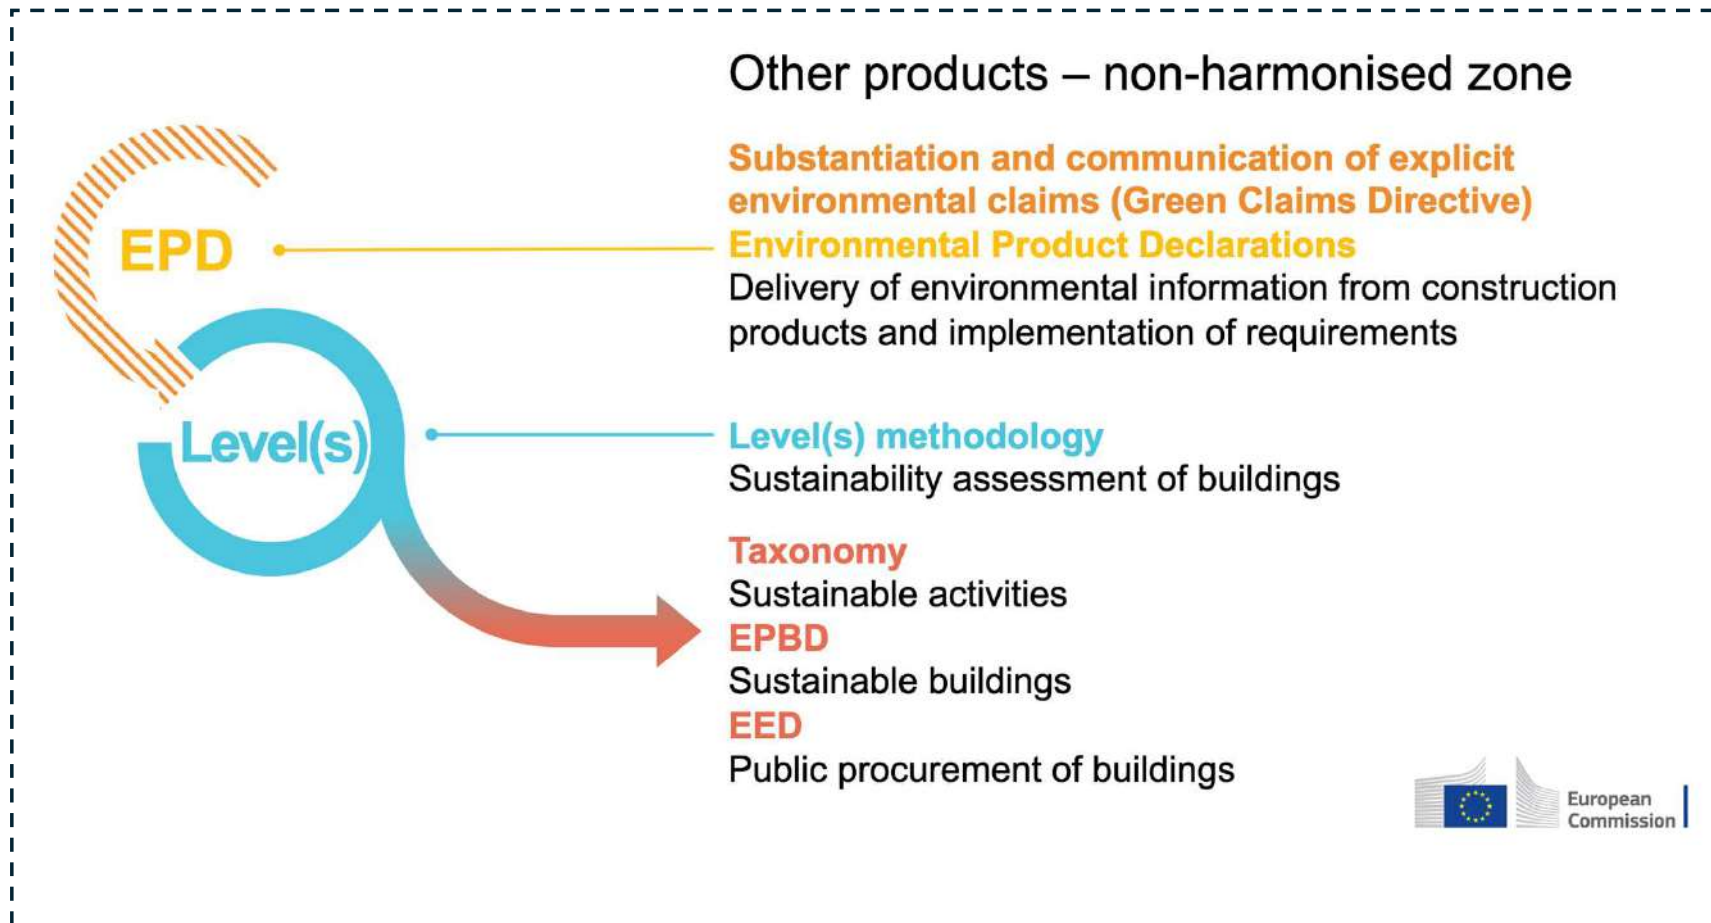 Other products – non-harmonised zone
Substantiation and communication of explicit
environmental claims (Green Claims Directive)
EPD
Environmental Product Declarations
Delivery of environmental information from construction
products and implementation of requirements
Level(s)
Level(s) methodology
Sustainability assessment of buildings
Taxonomy
Sustainable activities
EPBD
Sustainable buildings
EED
Public procurement of buildings
European
Commission